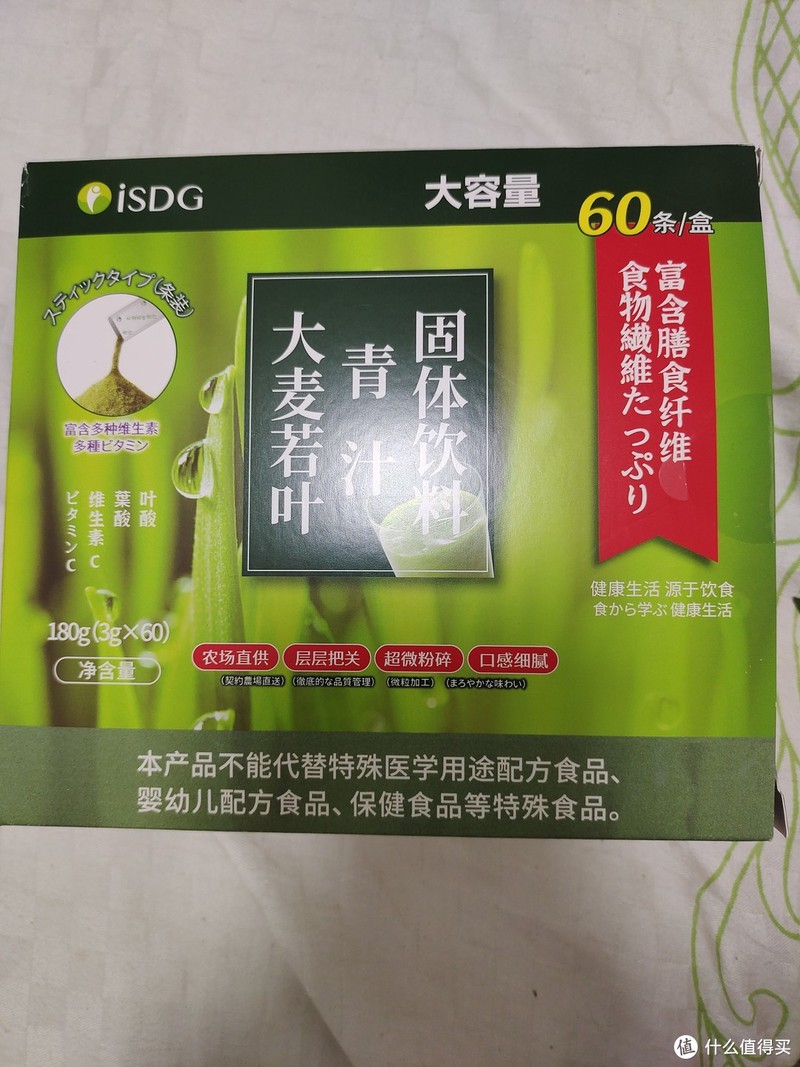 iSDG
大容量
60条/盒
スティックタイプ(条装)
富含多种维生素
多種ビタミン
叶酸
葉酸
维生素 C
ビタミン C
固体饮料
青汁
大麦若叶
富含膳食纤维
食物繊維たっぷり
健康生活 源于饮食
食から学ぶ 健康生活
180g(3g×60)
净含量
农场直供 层层把关 超微粉碎 口感细腻
(契約農場直送) (徹底的な品質管理) (微粒加工) (まろやかな味わい)
本产品不能代替特殊医学用途配方食品、
婴幼儿配方食品、保健食品等特殊食品。
值 什么值得买